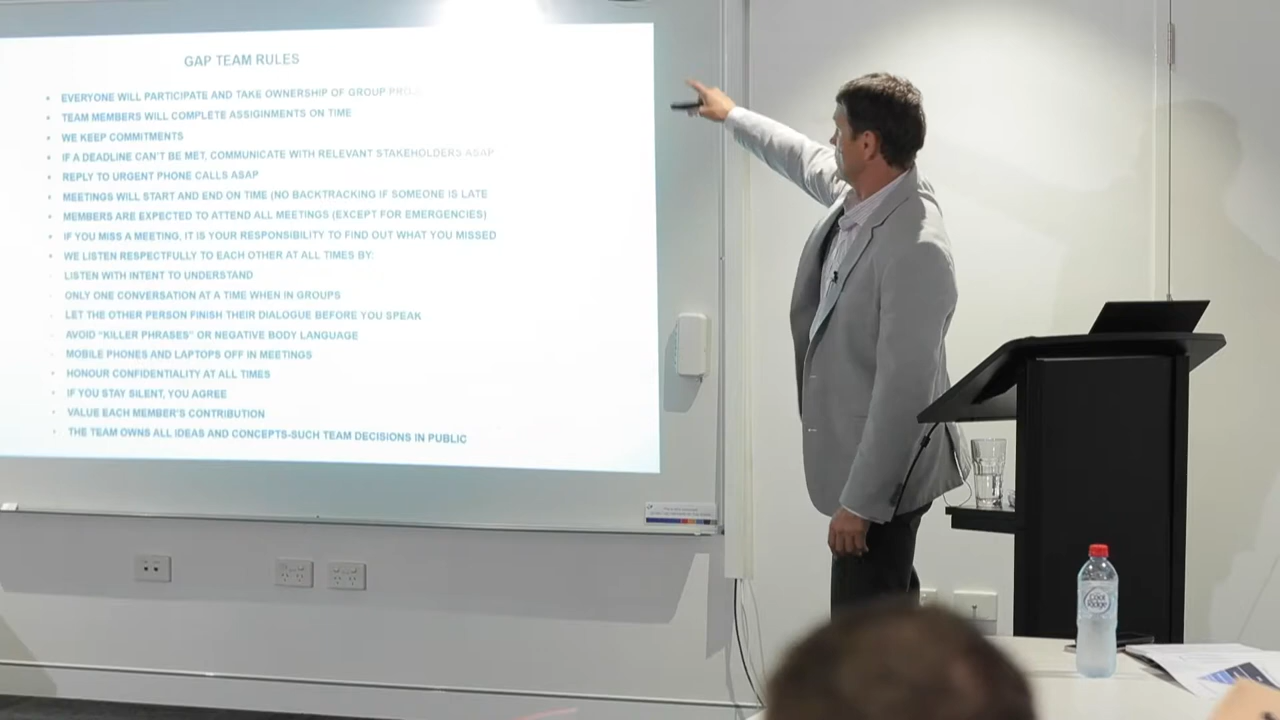 GAP TEAM RULES
• EVERYONE WILL PARTICIPATE AND TAKE OWNERSHIP OF GROUP
• TEAM MEMBERS WILL COMPLETE ASSIGNMENTS ON TIME
• WE KEEP COMMITMENTS
• IF A DEADLINE CAN'T BE MET, COMMUNICATE WITH RELEVANT STAKEHOLDERS ASAP
• REPLY TO URGENT PHONE CALLS ASAP
• MEETINGS WILL START AND END ON TIME (NO BACKTRACKING IF SOMEONE IS LATE
• MEMBERS ARE EXPECTED TO ATTEND ALL MEETINGS (EXCEPT FOR EMERGENCIES)
• IF YOU MISS A MEETING, IT IS YOUR RESPONSIBILITY TO FIND OUT WHAT YOU MISSED
• WE LISTEN RESPECTFULLY TO EACH OTHER AT ALL TIMES BY:
LISTEN WITH INTENT TO UNDERSTAND
ONLY ONE CONVERSATION AT A TIME WHEN IN GROUPS
LET THE OTHER PERSON FINISH THEIR DIALOGUE BEFORE YOU SPEAK
AVOID "KILLER PHRASES" OR NEGATIVE BODY LANGUAGE
MOBILE PHONES AND LAPTOPS OFF IN MEETINGS
• HONOUR CONFIDENTIALITY AT ALL TIMES
• IF YOU STAY SILENT, YOU AGREE
• VALUE EACH MEMBER'S CONTRIBUTION
• THE TEAM OWNS ALL IDEAS AND CONCEPTS-SUCH TEAM DECISIONS IN PUBLIC
Cool
Ridge